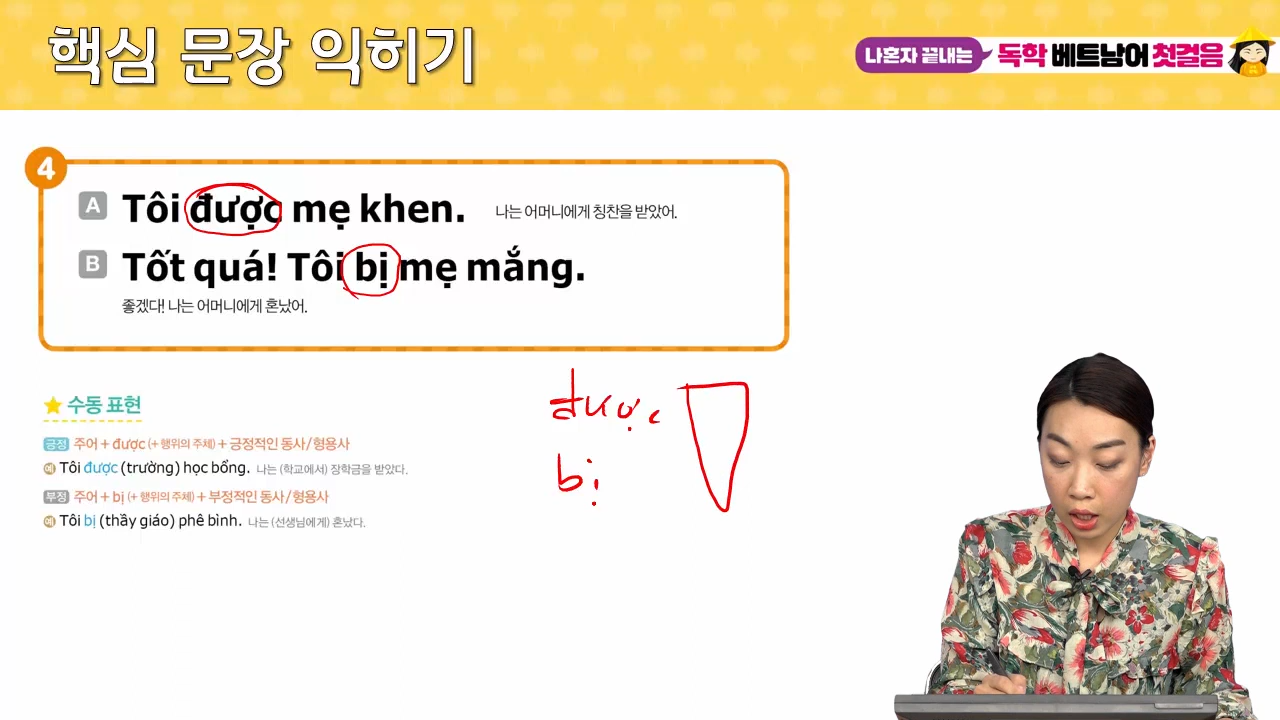 핵심 문장 익히기
나혼자 끝내는 독학 베트남어 첫걸음
4
A Tôi được mẹ khen. 나는 어머니에게 칭찬을 받았어.
B Tốt quá! Tôi bị mẹ mắng.
좋겠다! 나는 어머니에게 혼났어.
수동 표현
긍정 주어 + được (+ 행위의 주체) + 긍정적인 동사/형용사
예 Tôi được (trường) học bổng. 나는 (학교에서) 장학금을 받았다.
부정 주어 + bị (+ 행위의 주체) + 부정적인 동사/형용사
예 Tôi bị (thầy giáo) phê bình. 나는 (선생님에게) 혼났다.
được
bị